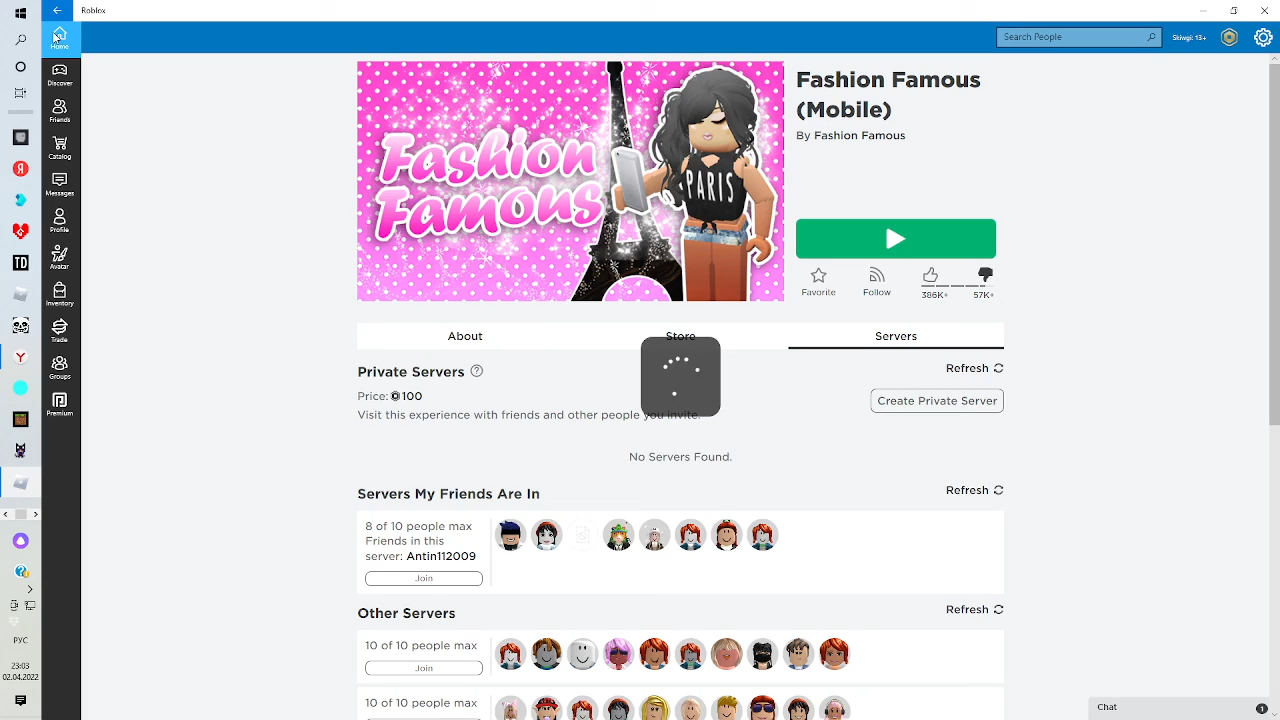 Roblox
Search People
Skiwgi: 13+
Home
Discover
Friends
Catalog
Messages
Profile
Avatar
Inventory
Trade
Groups
Premium
Fashion
Famous
PARIS
Fashion Famous
(Mobile)
By Fashion Famous
Favorite
Follow
386K+
57K+
About
Store
Servers
Private Servers
Refresh
Price: 100
Create Private Server
Visit this experience with friends and other people you invite.
No Servers Found.
Servers My Friends Are In
Refresh
8 of 10 people max
Friends in this
server: Antin112009
Join
Other Servers
Refresh
10 of 10 people max
Join
10 of 10 people max
Chat
1
TD
Я
Y
РУС
23:03
02.04.2022